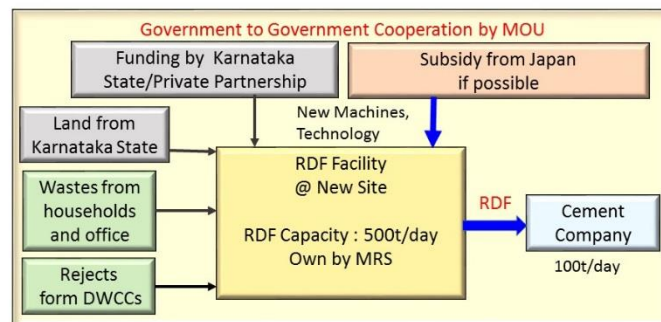 Government to Government Cooperation by MOU
Funding by Karnataka
State/Private Partnership
Subsidy from Japan
if possible
Land from
Karnataka State
New Machines,
Technology
RDF Facility
@ New Site
Wastes from
households
and office
RDF
RDF Capacity : 500t/day
Own by MRS
Cement
Company
100t/day
Rejects
form DWCCs